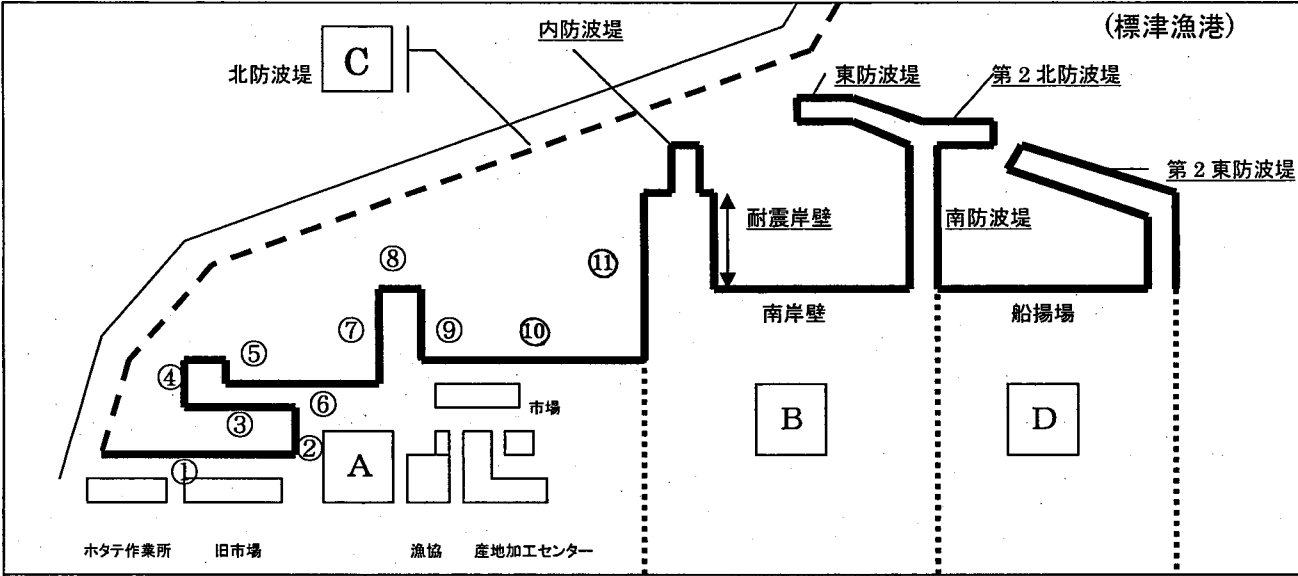 (標津漁港)
内防波堤
北防波堤
C
東防波堤
第2北防波堤
第2東防波堤
耐震岸壁
南防波堤
⑧
⑪
南岸壁
船揚場
⑦
⑨
⑩
⑤
④
⑥
③
市場
②
A
B
D
①
ホタテ作業所
旧市場
漁協
産地加工センター